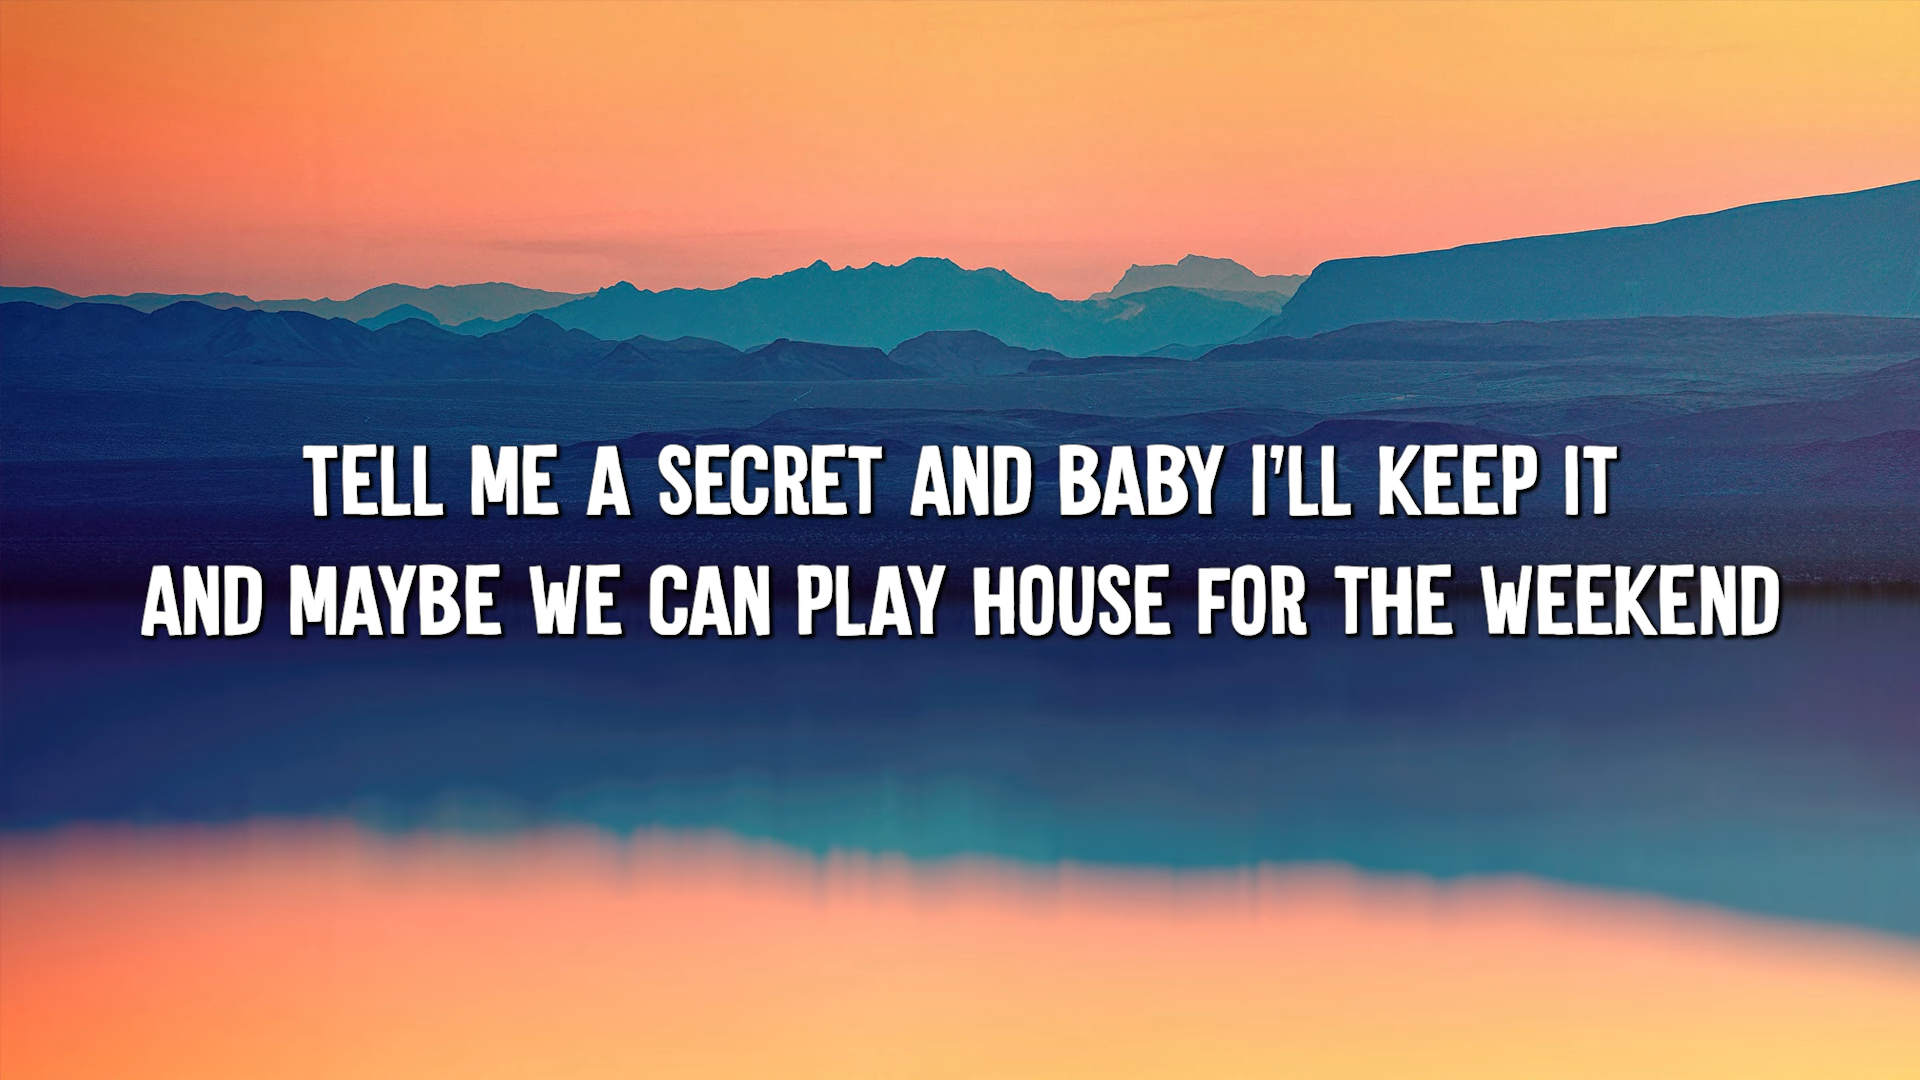 TELL ME A SECRET AND BABY I'LL KEEP IT
AND MAYBE WE CAN PLAY HOUSE FOR THE WEEKEND